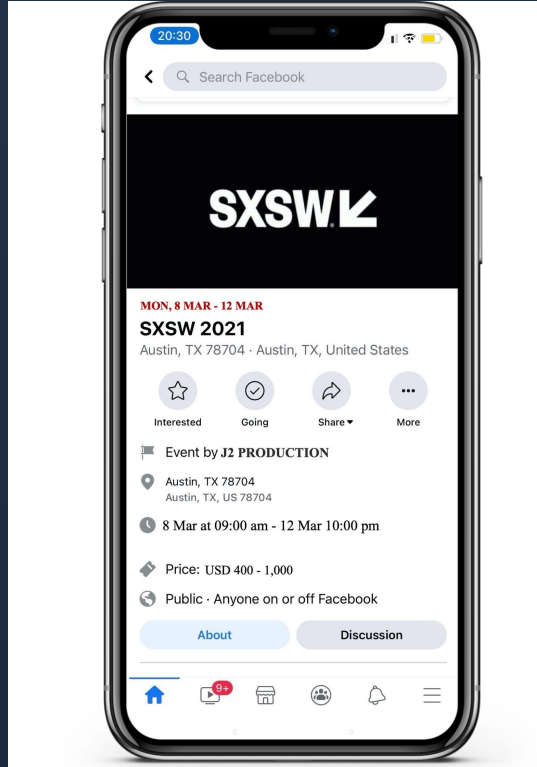 20:30
Search Facebook
SXSW
MON, 8 MAR - 12 MAR
SXSW 2021
Austin, TX 78704 · Austin, TX, United States
Interested Going Share More
Event by J2 PRODUCTION
Austin, TX 78704
Austin, TX, US 78704
8 Mar at 09:00 am - 12 Mar 10:00 pm
Price: USD 400 - 1,000
Public · Anyone on or off Facebook
About Discussion
9+